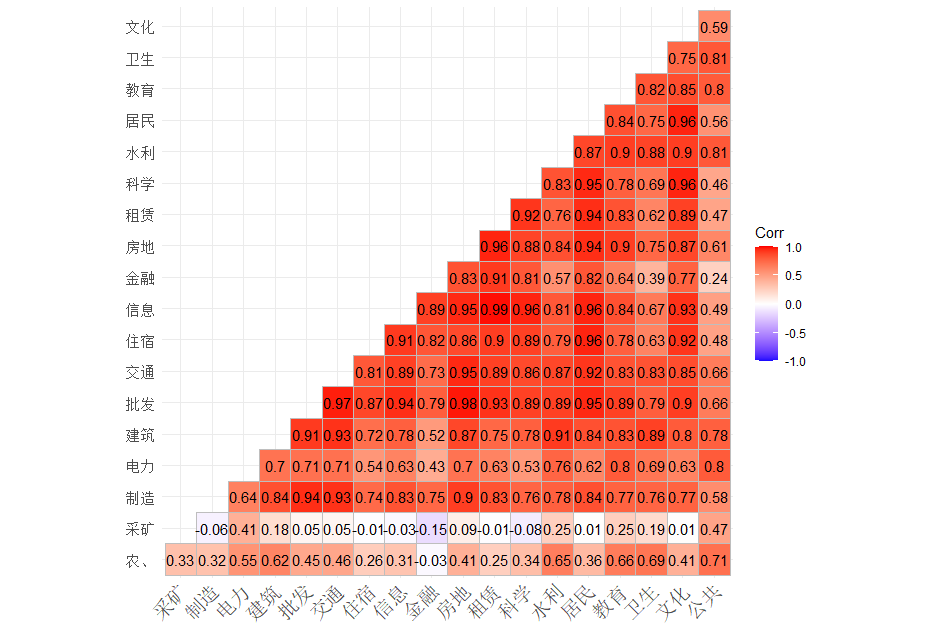 文化 0.59
卫生 0.75 0.81
教育 0.82 0.85 0.8
居民 0.84 0.75 0.96 0.56
水利 0.87 0.9 0.88 0.9 0.81
科学 0.83 0.95 0.78 0.69 0.96 0.46
租赁 0.92 0.76 0.94 0.83 0.62 0.89 0.47
房地 0.96 0.88 0.84 0.94 0.9 0.75 0.87 0.61
金融 0.83 0.91 0.81 0.57 0.82 0.64 0.39 0.77 0.24
信息 0.89 0.95 0.99 0.96 0.81 0.96 0.84 0.67 0.93 0.49
住宿 0.91 0.82 0.86 0.9 0.89 0.79 0.96 0.78 0.63 0.92 0.48
交通 0.81 0.89 0.73 0.95 0.89 0.86 0.87 0.92 0.83 0.83 0.85 0.66
批发 0.97 0.87 0.94 0.79 0.98 0.93 0.89 0.89 0.95 0.89 0.79 0.9 0.66
建筑 0.91 0.93 0.72 0.78 0.52 0.87 0.75 0.78 0.91 0.84 0.83 0.89 0.8 0.78
电力 0.7 0.71 0.71 0.54 0.63 0.43 0.7 0.63 0.53 0.76 0.62 0.8 0.69 0.63 0.8
制造 0.64 0.84 0.94 0.93 0.74 0.83 0.75 0.9 0.83 0.76 0.78 0.84 0.77 0.76 0.77 0.58
采矿 -0.06 0.41 0.18 0.05 0.05 -0.01 -0.03 -0.15 0.09 -0.01 -0.08 0.25 0.01 0.25 0.19 0.01 0.47
农、 0.33 0.32 0.55 0.62 0.45 0.46 0.26 0.31 -0.03 0.41 0.25 0.34 0.65 0.36 0.66 0.69 0.41 0.71
采矿 制造 电力 建筑 批发 交通 住宿 信息 金融 房地 租赁 科学 水利 居民 教育 卫生 文化 公共
Corr
1.0
0.5
0.0
-0.5
-1.0